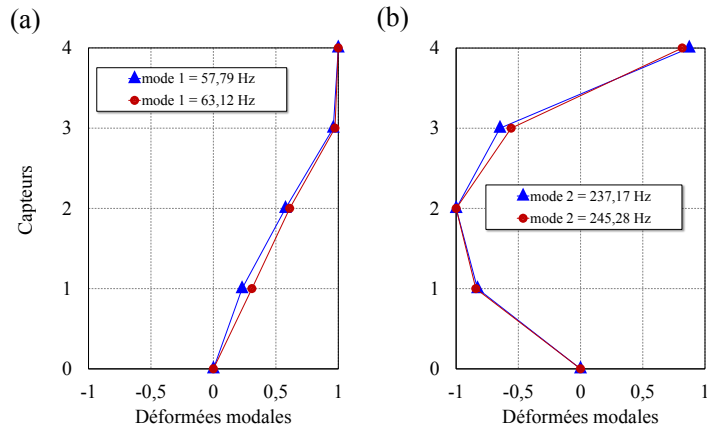 (a)
(b)
4
3
2
1
0
Capteurs
mode 1 = 57,79 Hz
mode 1 = 63,12 Hz
-1
-0,5
0
0,5
1
Déformées modales
4
3
2
1
0
mode 2 = 237,17 Hz
mode 2 = 245,28 Hz
-1
-0,5
0
0,5
1
Déformées modales